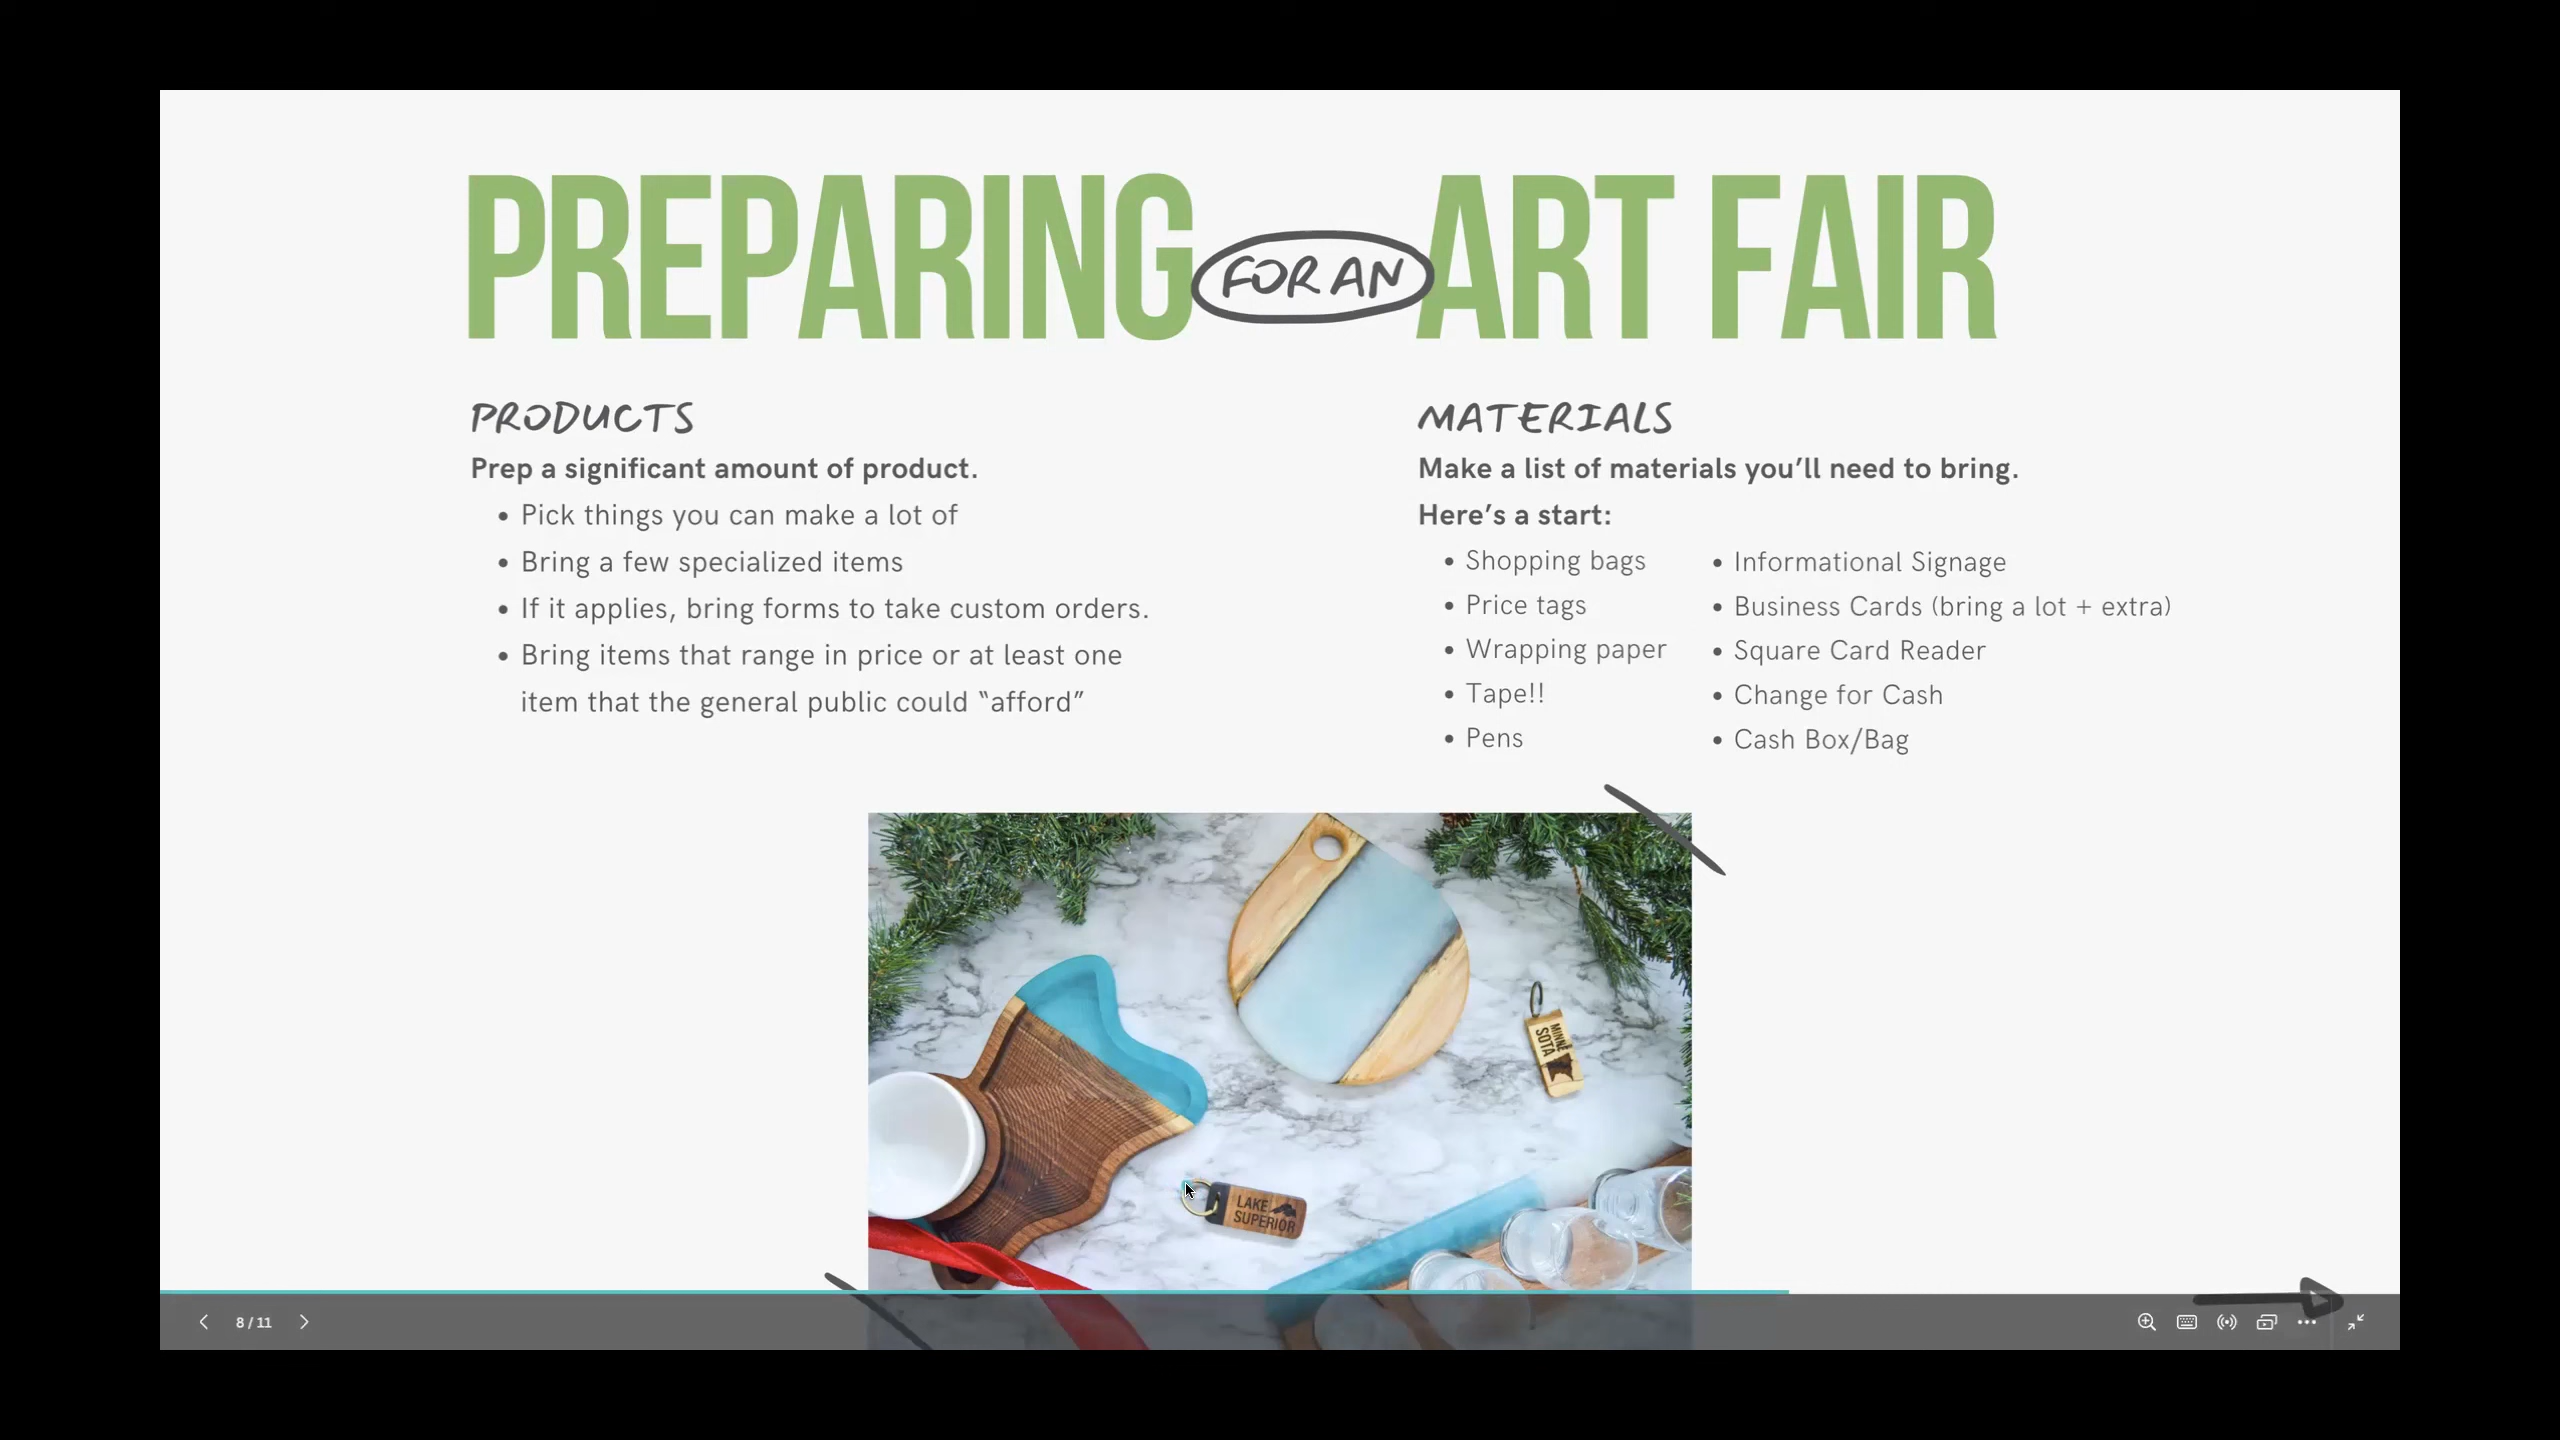 PREPARING FOR AN ART FAIR
PRODUCTS
Prep a significant amount of product.
• Pick things you can make a lot of
• Bring a few specialized items
• If it applies, bring forms to take custom orders.
• Bring items that range in price or at least one
item that the general public could “afford”
MATERIALS
Make a list of materials you’ll need to bring.
Here’s a start:
• Shopping bags
• Price tags
• Wrapping paper
• Tape!!
• Pens
• Informational Signage
• Business Cards (bring a lot + extra)
• Square Card Reader
• Change for Cash
• Cash Box/Bag
MINNE
SOTA
LAKE
SUPERIOR
8 / 11